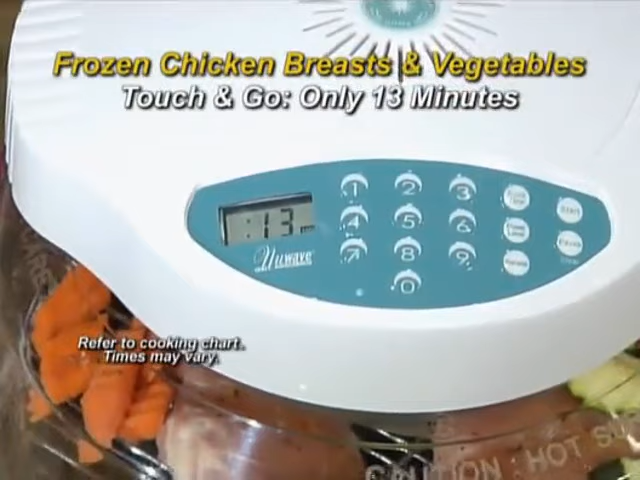 Frozen Chicken Breasts & Vegetables
Touch & Go: Only 13 Minutes
:13
1 2 3
4 5 6
7 8 9
0
Start
Nuwave
Refer to cooking chart.
Times may vary.
CAUTION: HOT SU